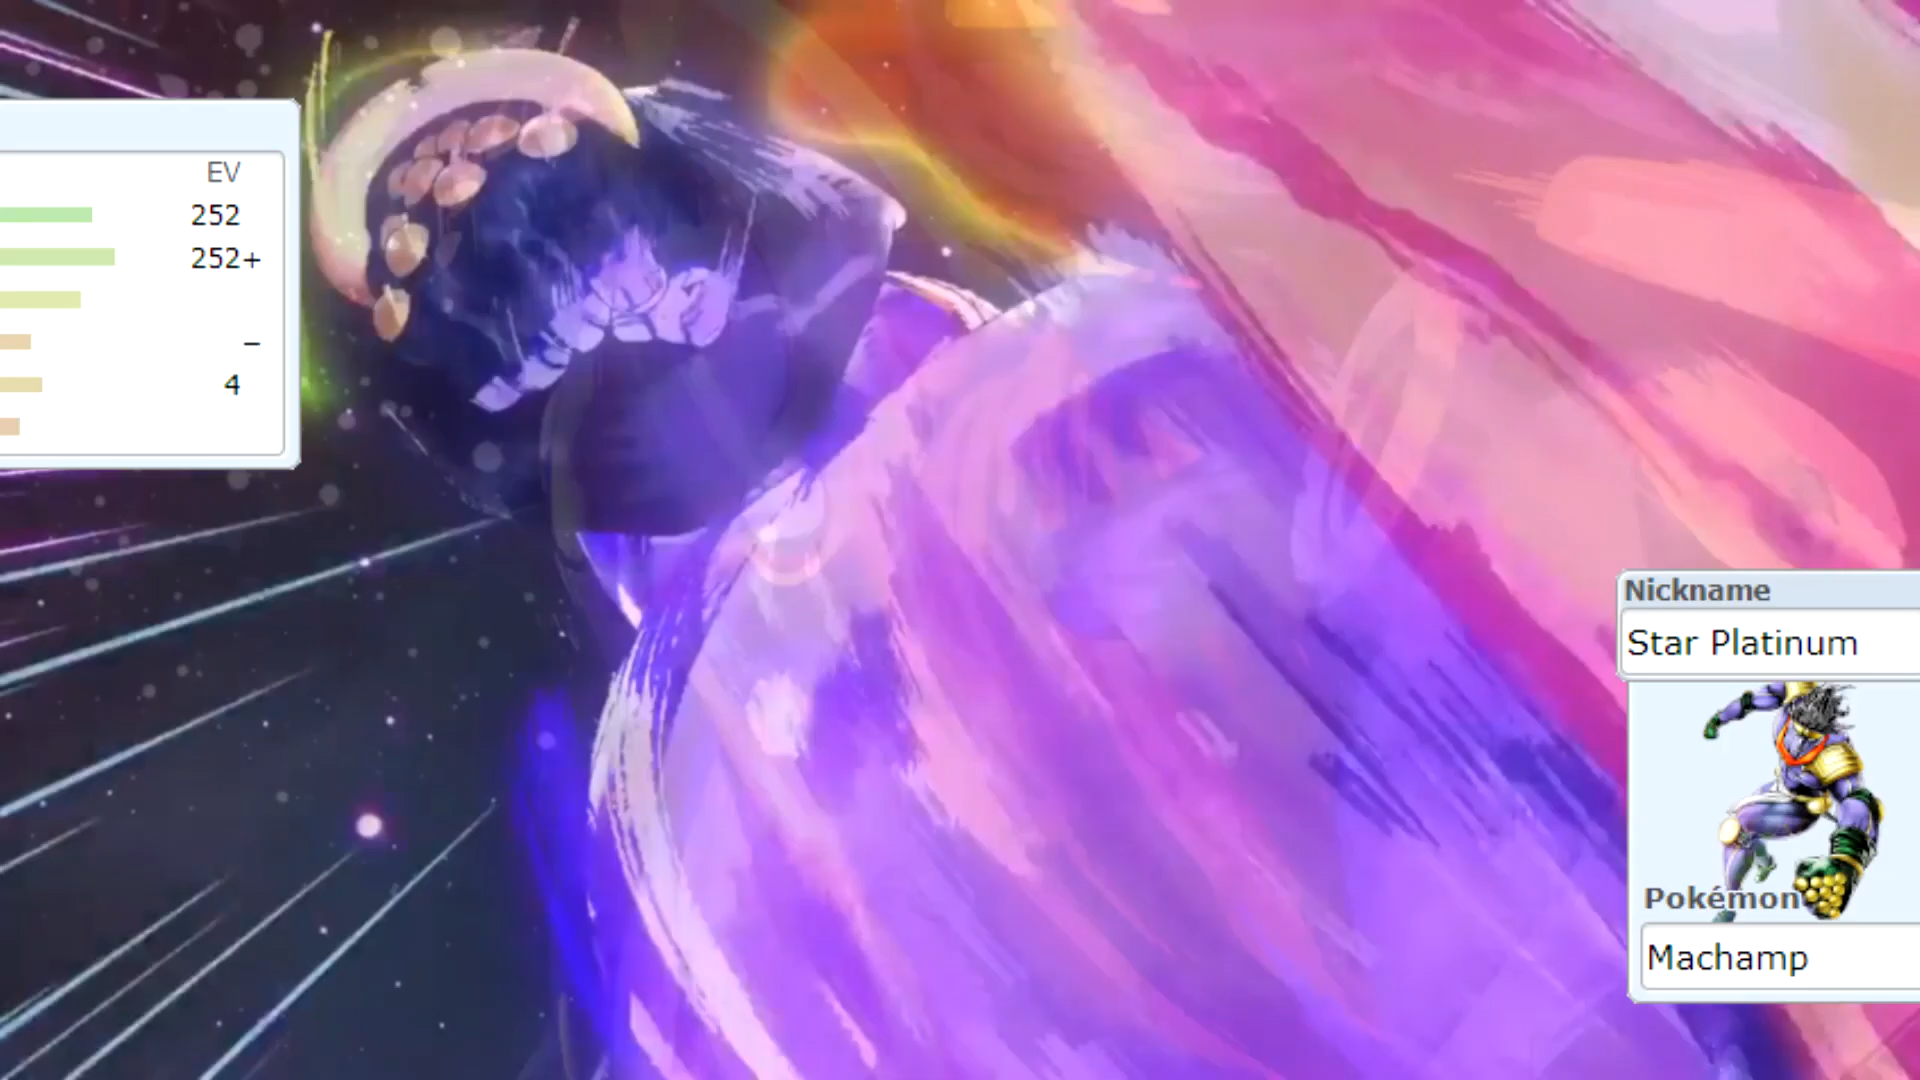 EV
252
252+
−
4
Nickname
Star Platinum
Pokémon
Machamp